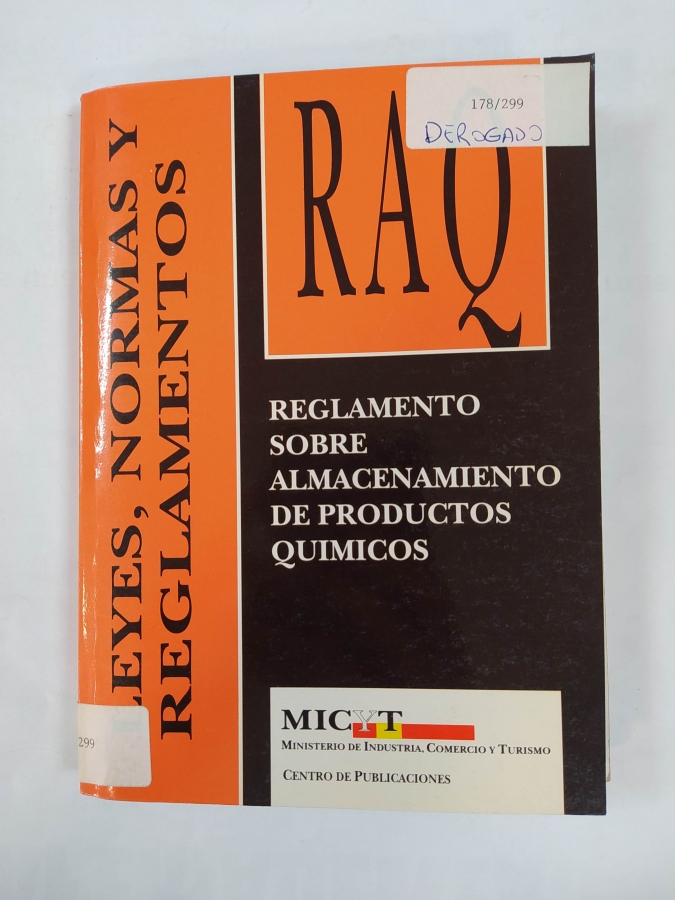 LEYES, NORMAS Y
REGLAMENTOS
178/299
DEROGADO
RAQ
REGLAMENTO
SOBRE
ALMACENAMIENTO
DE PRODUCTOS
QUIMICOS
MICYT
MINISTERIO DE INDUSTRIA, COMERCIO Y TURISMO
CENTRO DE PUBLICACIONES
299